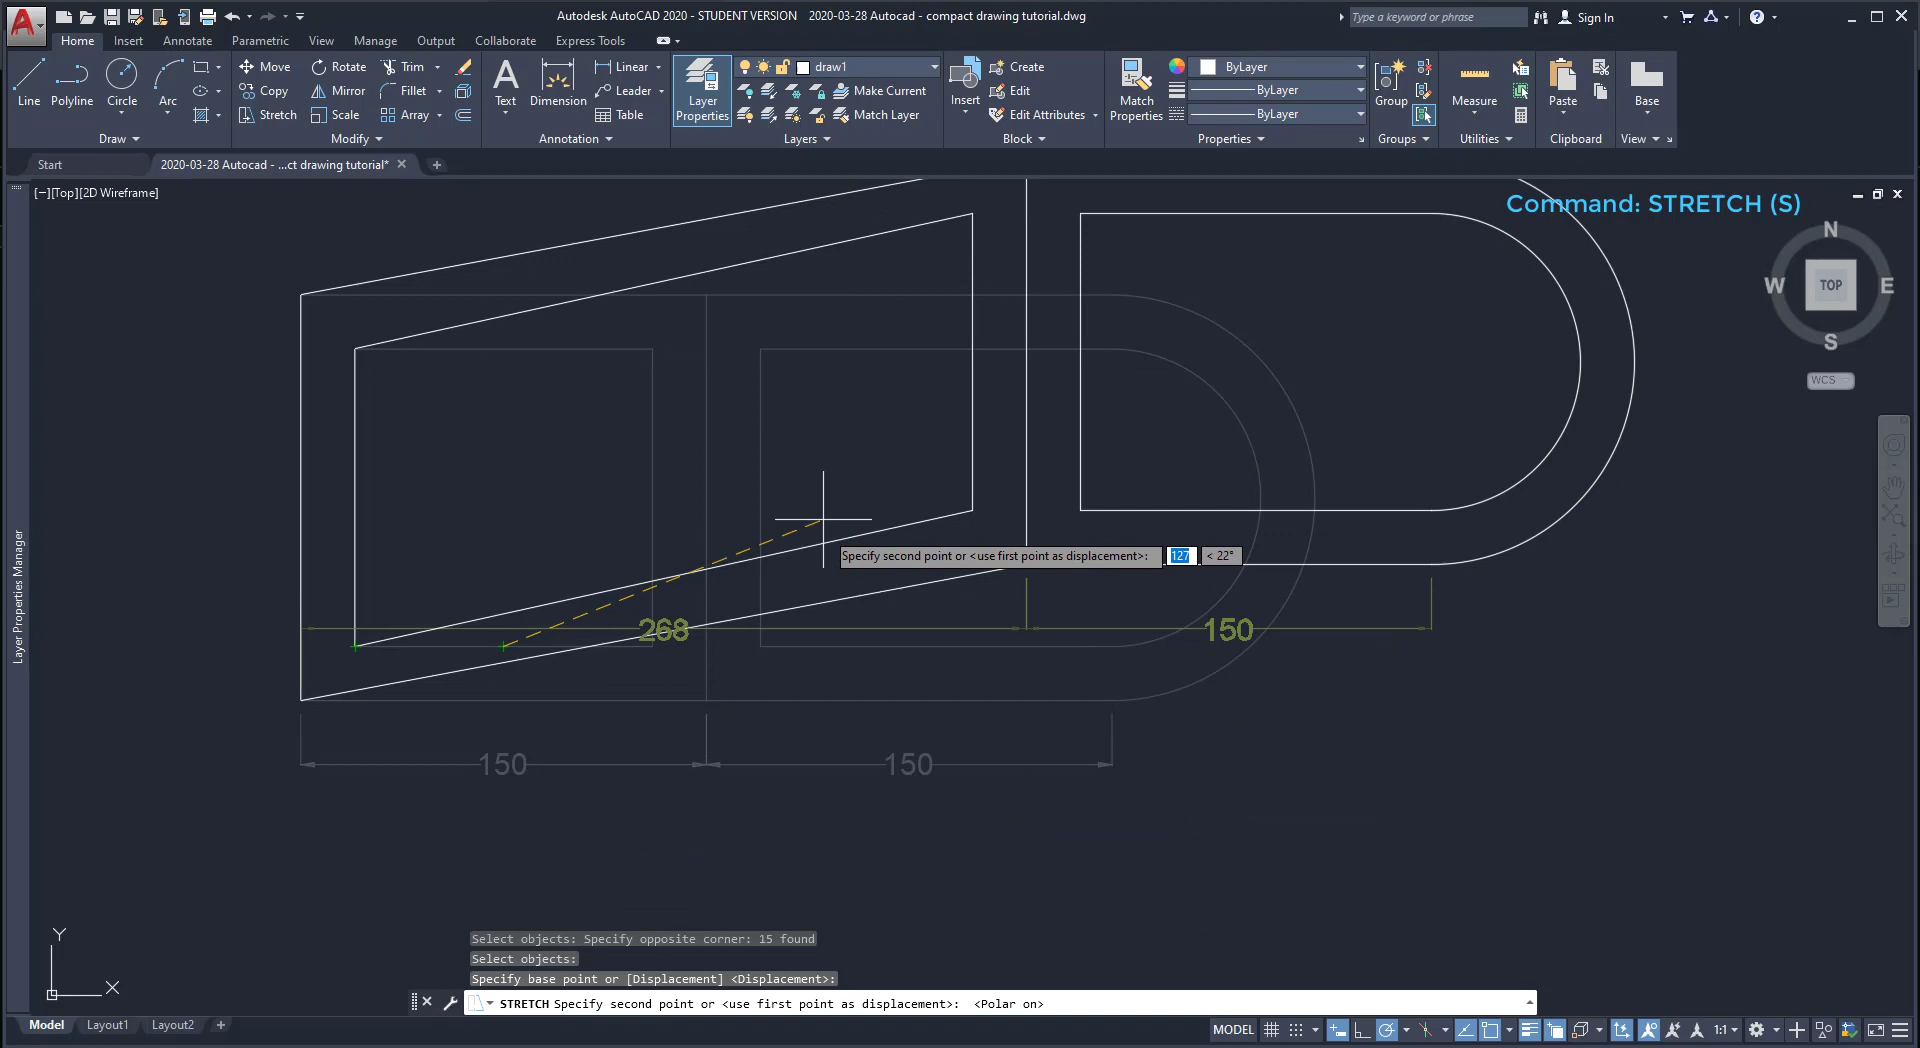 Autodesk AutoCAD 2020 - STUDENT VERSION 2020-03-28 Autocad - compact drawing tutorial.dwg
Type a keyword or phrase
Sign In
Home Insert Annotate Parametric View Manage Output Collaborate Express Tools
Line Polyline Circle Arc
Move Rotate Trim
Copy Mirror Fillet
Stretch Scale Array
Text Dimension
Linear
Leader
Table
Layer Properties
draw1
Make Current
Match Layer
Insert
Create
Edit
Edit Attributes
Match Properties
ByLayer
ByLayer
ByLayer
Group
Measure
Paste
Base
Draw Modify Annotation Layers Block Properties Groups Utilities Clipboard View
Start 2020-03-28 Autocad - ...ct drawing tutorial*
[−][Top][2D Wireframe]
Command: STRETCH (S)
N
W TOP E
S
WCS
Layer Properties Manager
Specify second point or <use first point as displacement>: 127 < 22°
268 150
150 150
Y
X
Select objects: Specify opposite corner: 15 found
Select objects:
Specify base point or [Displacement] <Displacement>:
STRETCH Specify second point or <use first point as displacement>: <Polar on>
Model Layout1 Layout2
MODEL 1:1